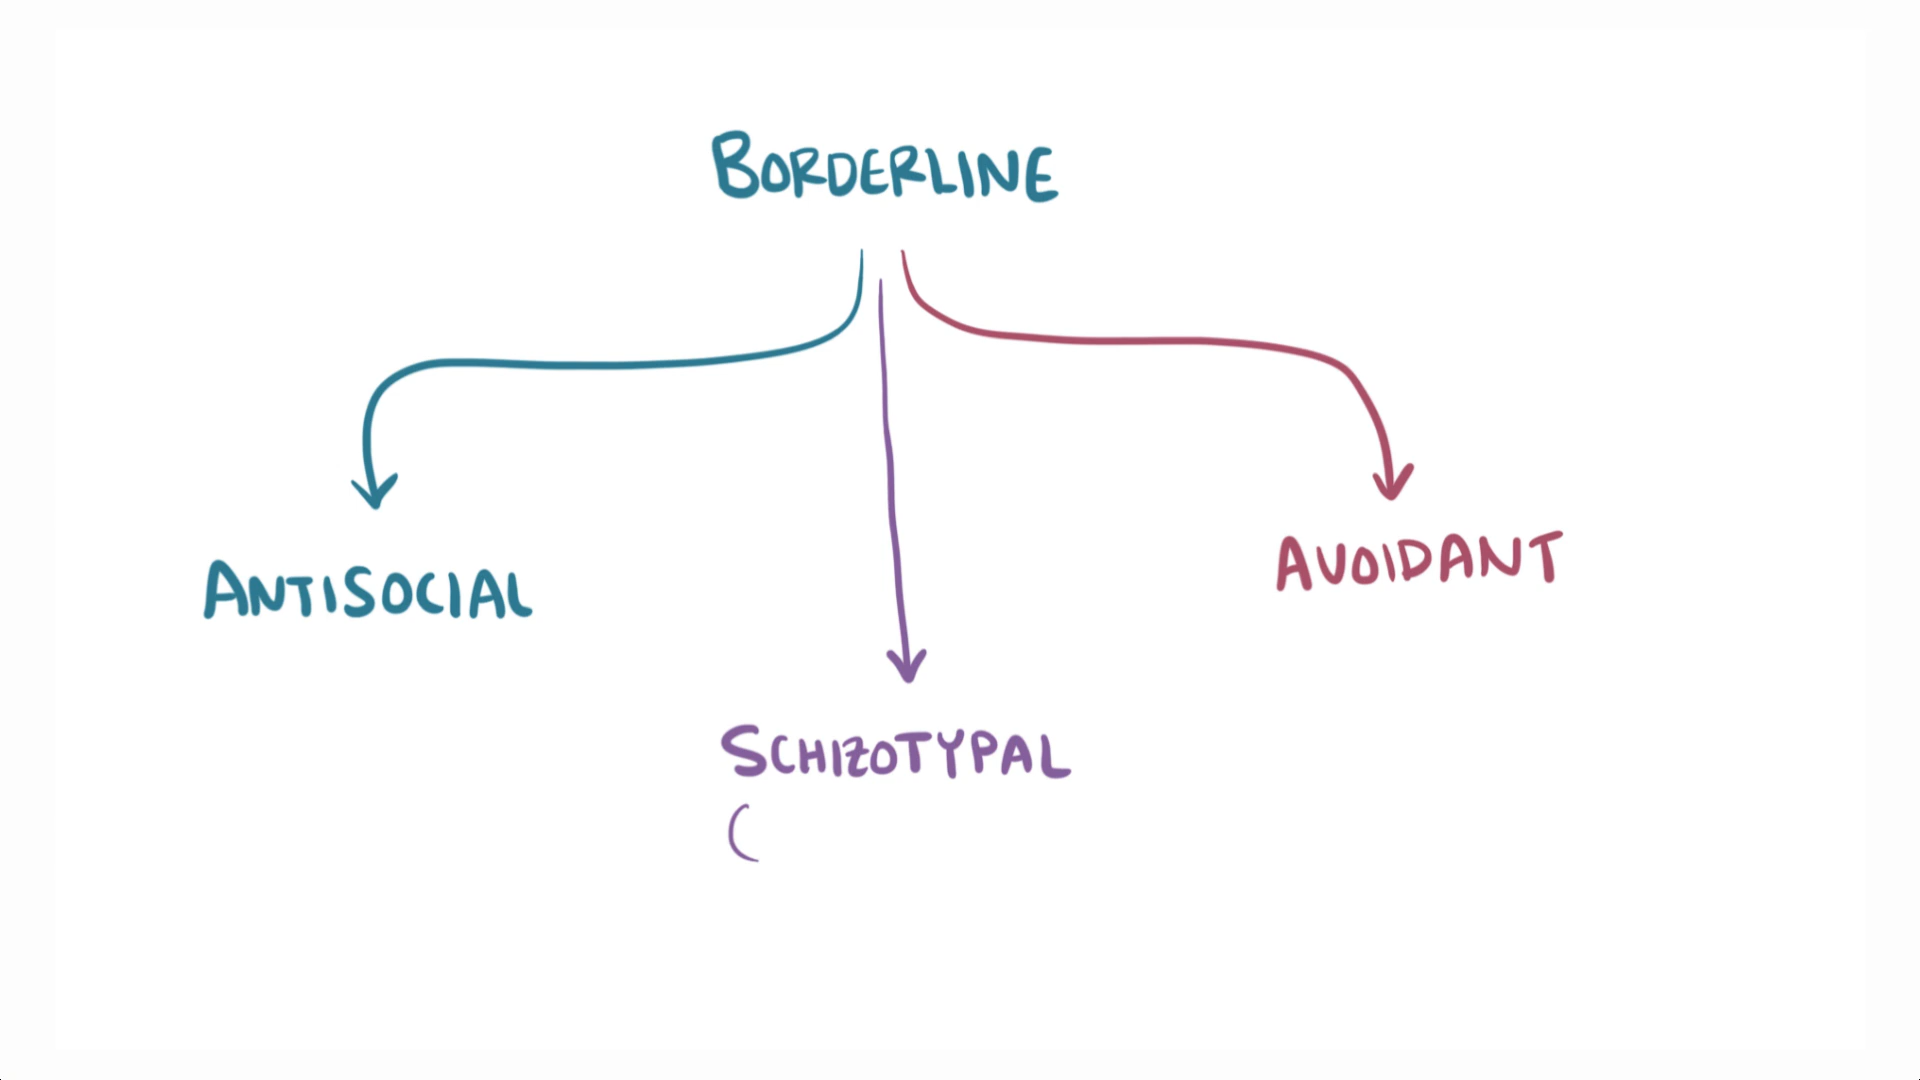 BORDERLINE
ANTISOCIAL
AVOIDANT
SCHIZOTYPAL
(